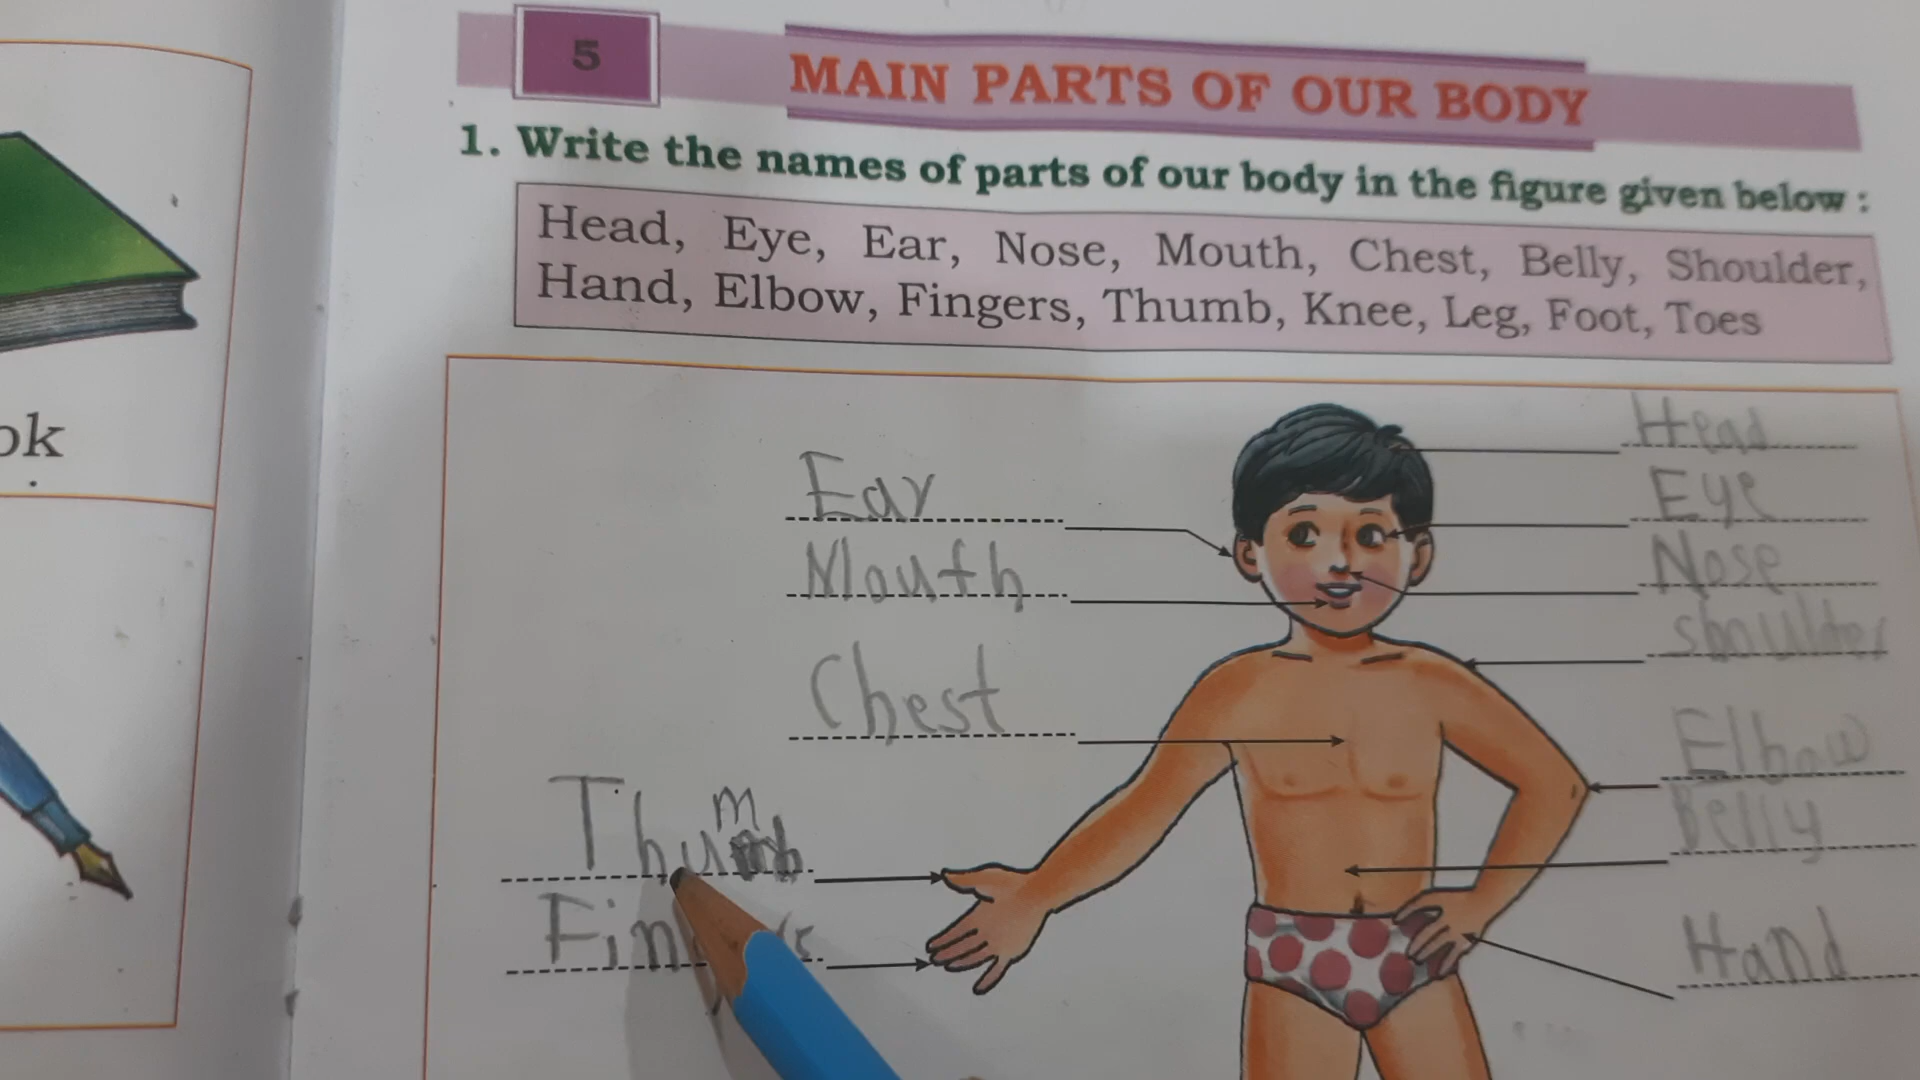 5
MAIN PARTS OF OUR BODY
1. Write the names of parts of our body in the figure given below :
Head, Eye, Ear, Nose, Mouth, Chest, Belly, Shoulder,
Hand, Elbow, Fingers, Thumb, Knee, Leg, Foot, Toes
ok
Head
Ear
Eye
Mouth
Nose
shoulder
Chest
Elbow
Thumb
Belly
Hand